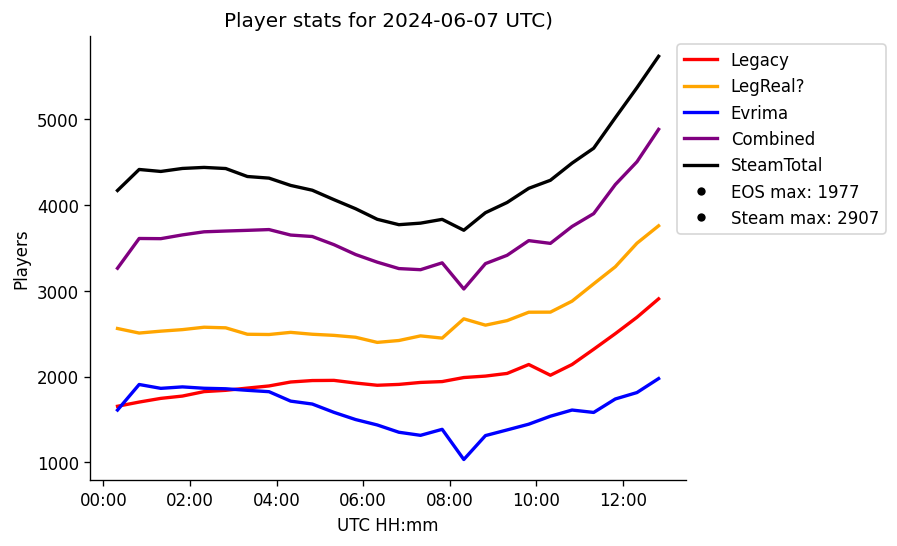 Player stats for 2024-06-07 UTC)
Legacy
LegReal?
Evrima
Combined
SteamTotal
EOS max: 1977
Steam max: 2907
Players
5000
4000
3000
2000
1000
00:00 02:00 04:00 06:00 08:00 10:00 12:00
UTC HH:mm